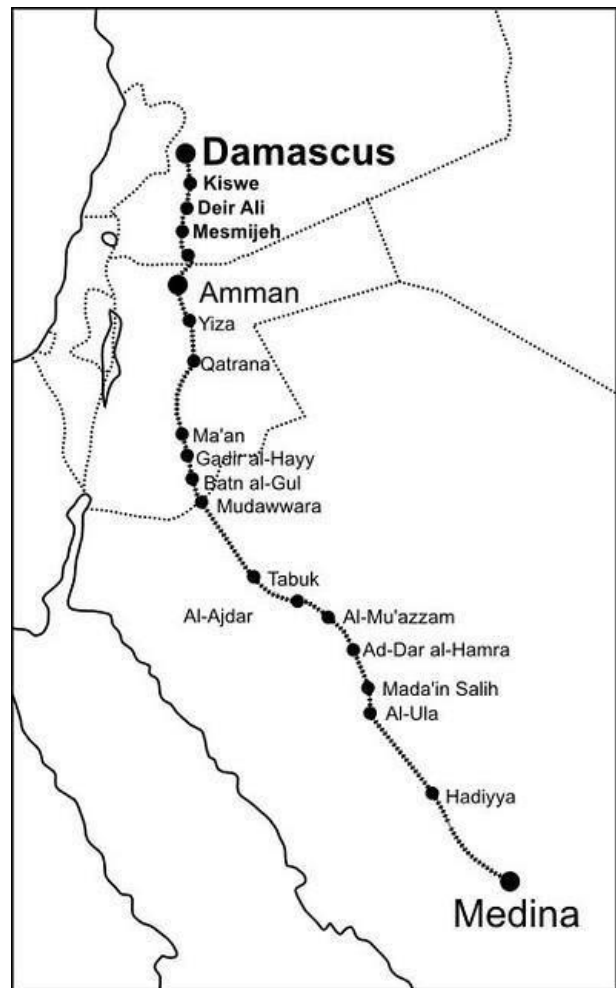 Damascus
Kiswe
Deir Ali
Mesmijeh
Amman
Yiza
Qatrana
Ma'an
Gadir al-Hayy
Batn al-Gul
Mudawwara
Tabuk
Al-Ajdar
Al-Mu'azzam
Ad-Dar al-Hamra
Mada'in Salih
Al-Ula
Hadiyya
Medina